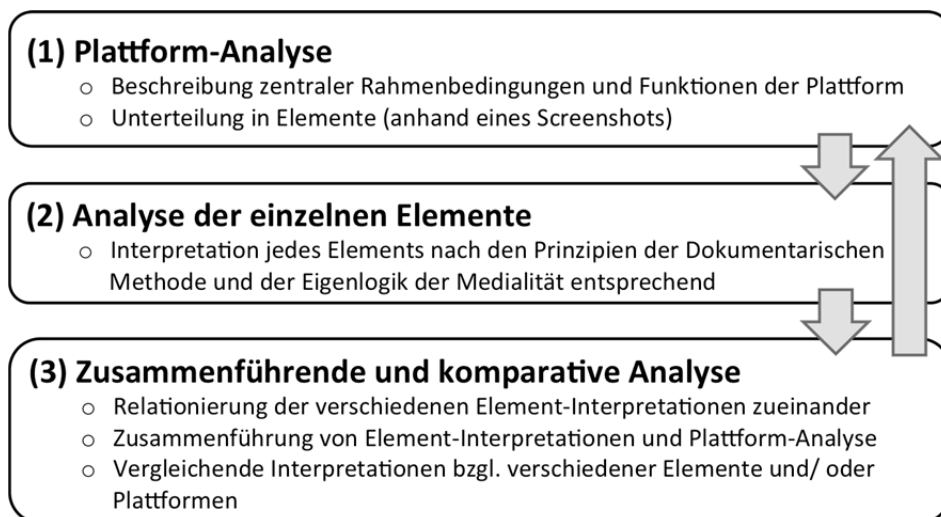 (1) Plattform-Analyse
o Beschreibung zentraler Rahmenbedingungen und Funktionen der Plattform
o Unterteilung in Elemente (anhand eines Screenshots)
(2) Analyse der einzelnen Elemente
o Interpretation jedes Elements nach den Prinzipien der Dokumentarischen
Methode und der Eigenlogik der Medialität entsprechend
(3) Zusammenführende und komparative Analyse
o Relationierung der verschiedenen Element-Interpretationen zueinander
o Zusammenführung von Element-Interpretationen und Plattform-Analyse
o Vergleichende Interpretationen bzgl. verschiedener Elemente und/ oder
Plattformen